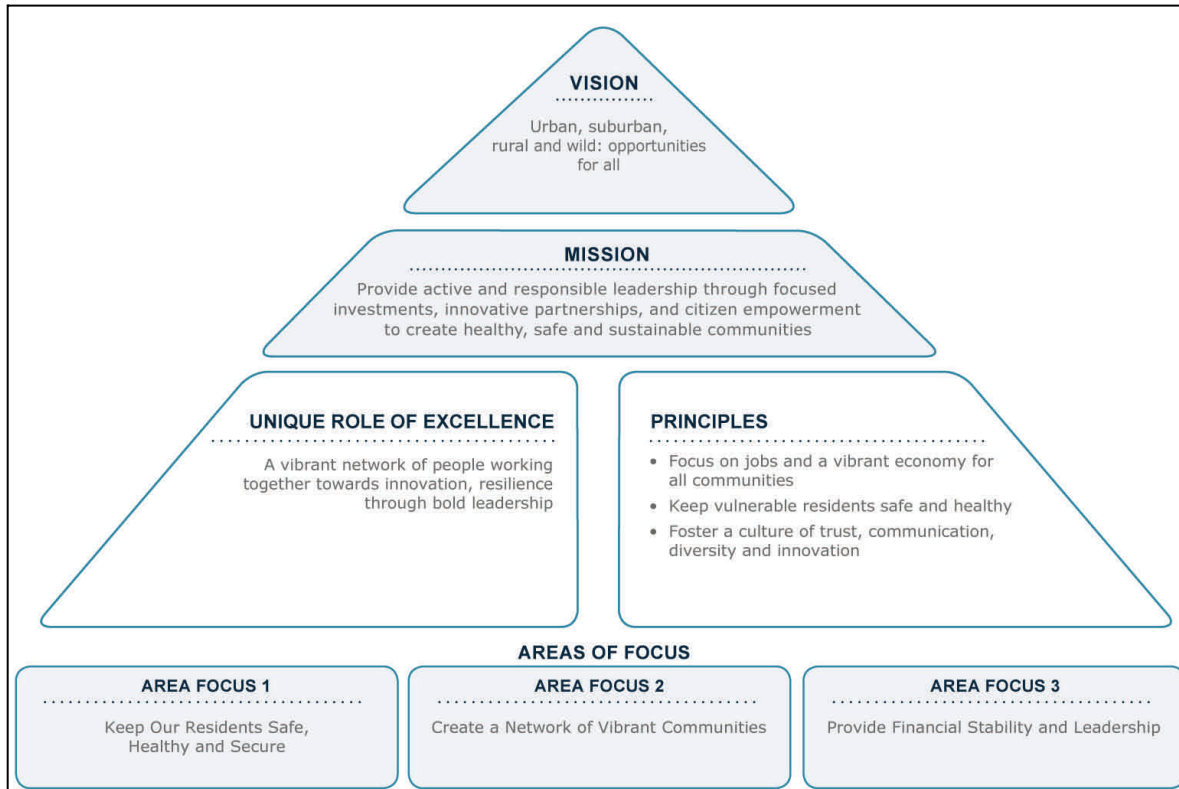 VISION
Urban, suburban,
rural and wild: opportunities
for all
MISSION
Provide active and responsible leadership through focused
investments, innovative partnerships, and citizen empowerment
to create healthy, safe and sustainable communities
UNIQUE ROLE OF EXCELLENCE
A vibrant network of people working
together towards innovation, resilience
through bold leadership
PRINCIPLES
• Focus on jobs and a vibrant economy for
all communities
• Keep vulnerable residents safe and healthy
• Foster a culture of trust, communication,
diversity and innovation
AREAS OF FOCUS
AREA FOCUS 1
Keep Our Residents Safe,
Healthy and Secure
AREA FOCUS 2
Create a Network of Vibrant Communities
AREA FOCUS 3
Provide Financial Stability and Leadership